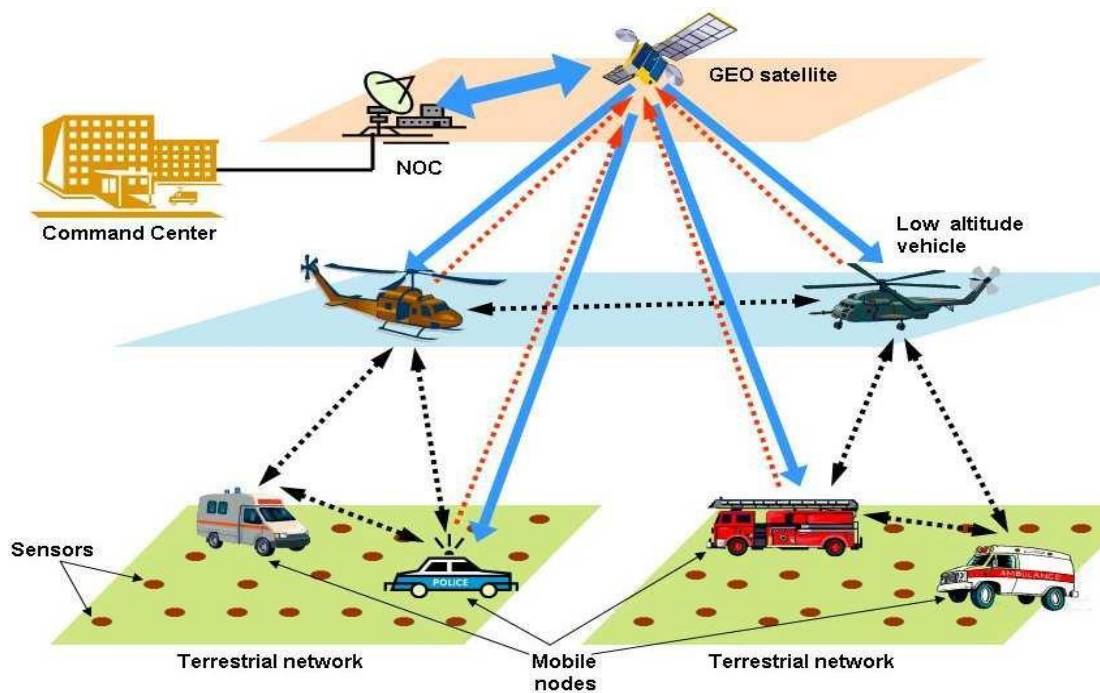 GEO satellite
NOC
Command Center
Low altitude
vehicle
Sensors
POLICE
AMBULANCE
Terrestrial network
Mobile
nodes
Terrestrial network